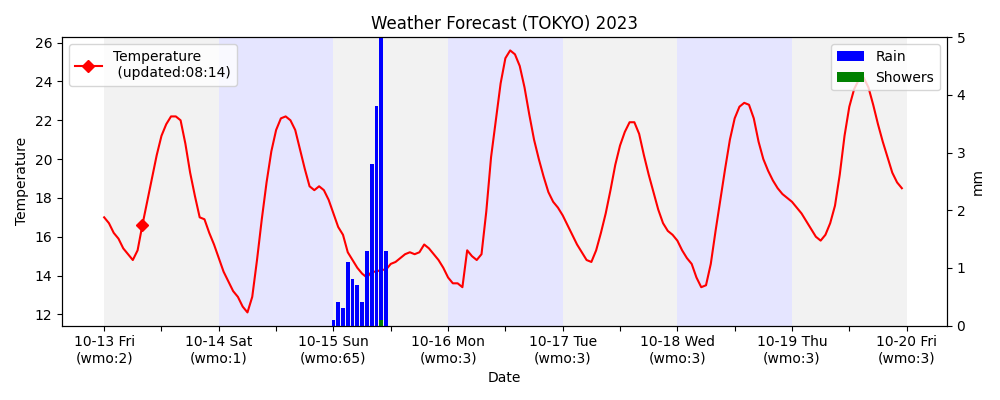 Weather Forecast (TOKYO) 2023
Temperature
(updated:08:14)
Rain
Showers
26
24
22
20
18
16
14
12
Temperature
5
4
3
2
1
0
mm
10-13 Fri
(wmo:2)
10-14 Sat
(wmo:1)
10-15 Sun
(wmo:65)
10-16 Mon
(wmo:3)
10-17 Tue
(wmo:3)
10-18 Wed
(wmo:3)
10-19 Thu
(wmo:3)
10-20 Fri
(wmo:3)
Date